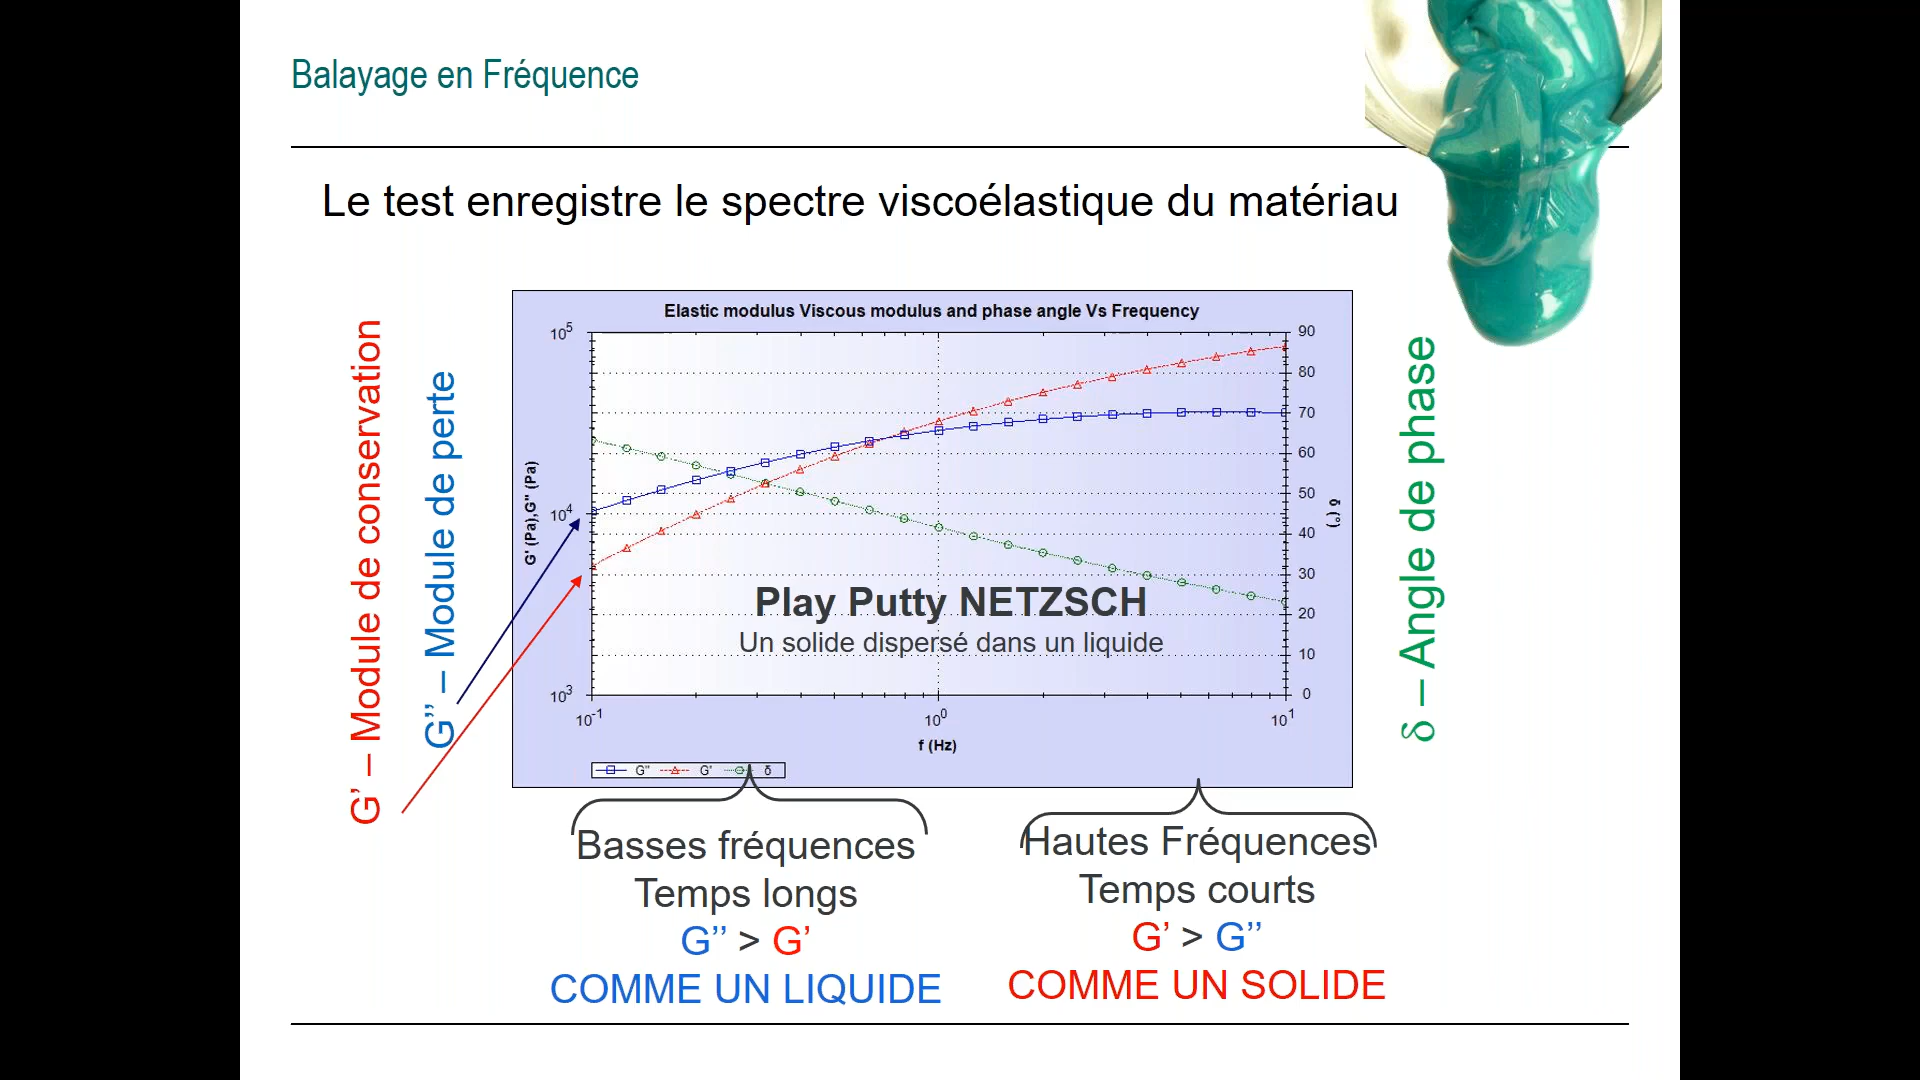 Balayage en Fréquence
Le test enregistre le spectre viscoélastique du matériau
G’ – Module de conservation
G’’ – Module de perte
Elastic modulus Viscous modulus and phase angle Vs Frequency
G' (Pa),G'' (Pa)
10^5
10^4
10^3
90
80
70
60
50
40
30
20
10
0
δ (°)
δ – Angle de phase
Play Putty NETZSCH
Un solide dispersé dans un liquide
10^-1
10^0
10^1
f (Hz)
G'' G' δ
Basses fréquences
Temps longs
G’’ > G’
COMME UN LIQUIDE
Hautes Fréquences
Temps courts
G’ > G’’
COMME UN SOLIDE